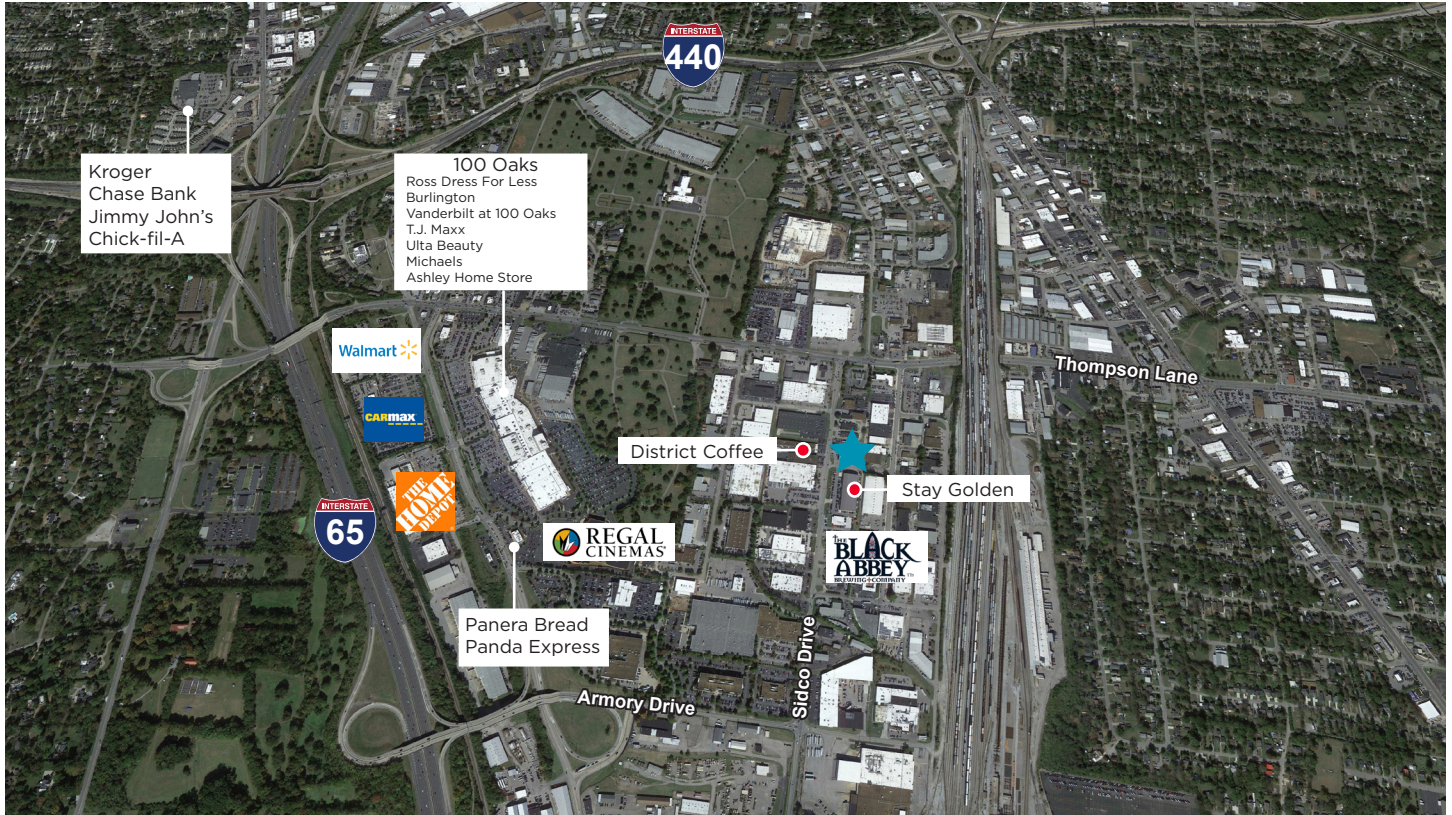 INTERSTATE
440
Kroger
Chase Bank
Jimmy John's
Chick-fil-A
100 Oaks
Ross Dress For Less
Burlington
Vanderbilt at 100 Oaks
T.J. Maxx
Ulta Beauty
Michaels
Ashley Home Store
Walmart
CARMAX
Thompson Lane
District Coffee
Stay Golden
THE
HOME
DEPOT
INTERSTATE
65
REGAL
CINEMAS
THE
BLACK
ABBEY
BREWING COMPANY
Panera Bread
Panda Express
Sidco Drive
Armory Drive